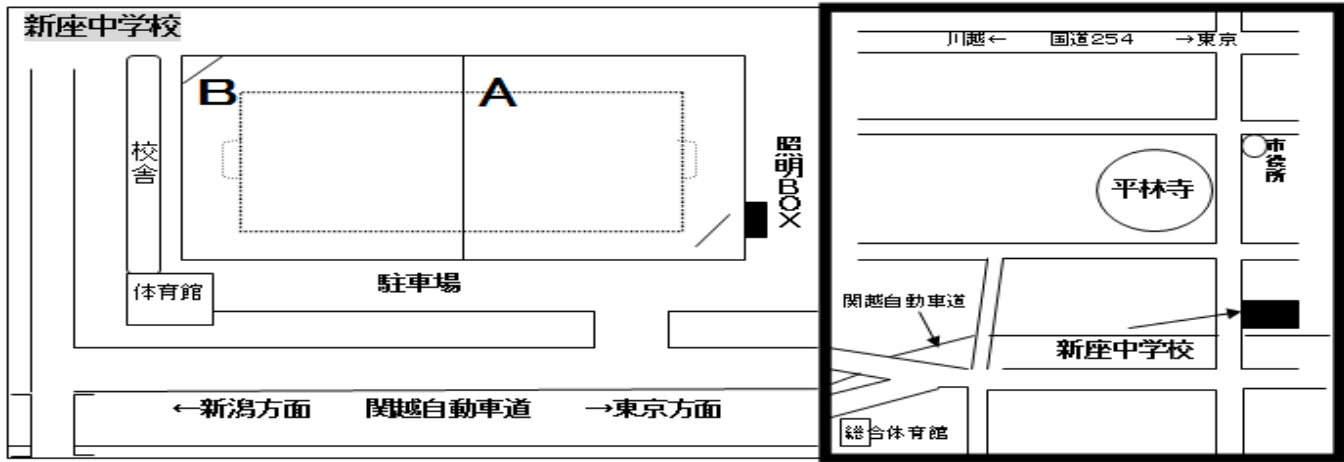 新座中学校
B
A
校舎
照明BOX
体育館
駐車場
←新潟方面 関越自動車道 →東京方面
川越← 国道254 →東京
市役所
平林寺
関越自動車道
新座中学校
総合体育館